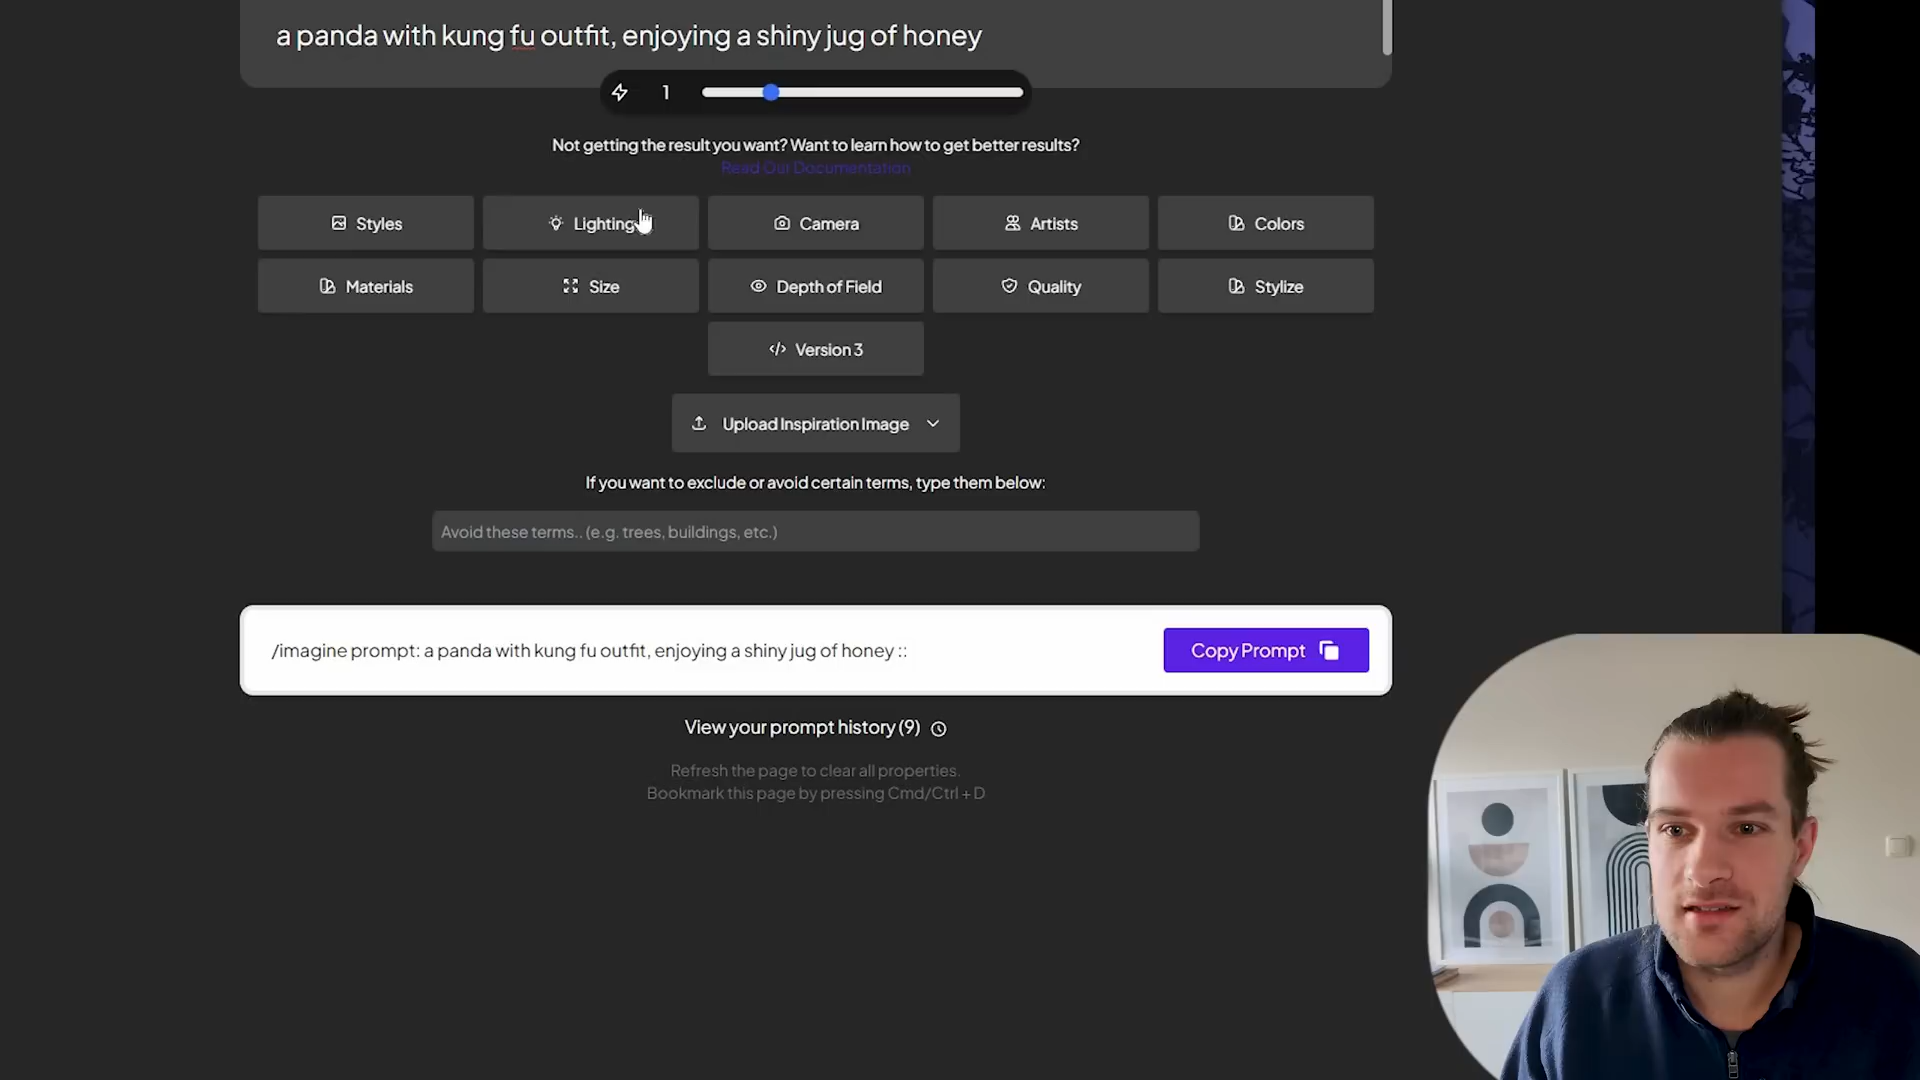 a panda with kung fu outfit, enjoying a shiny jug of honey
1
Not getting the result you want? Want to learn how to get better results?
Read Our Documentation
Styles
Lighting
Camera
Artists
Colors
Materials
Size
Depth of Field
Quality
Stylize
Version 3
Upload Inspiration Image
If you want to exclude or avoid certain terms, type them below:
Avoid these terms.. (e.g. trees, buildings, etc.)
/imagine prompt: a panda with kung fu outfit, enjoying a shiny jug of honey ::
Copy Prompt
View your prompt history (9)
Refresh the page to clear all properties.
Bookmark this page by pressing Cmd/Ctrl + D